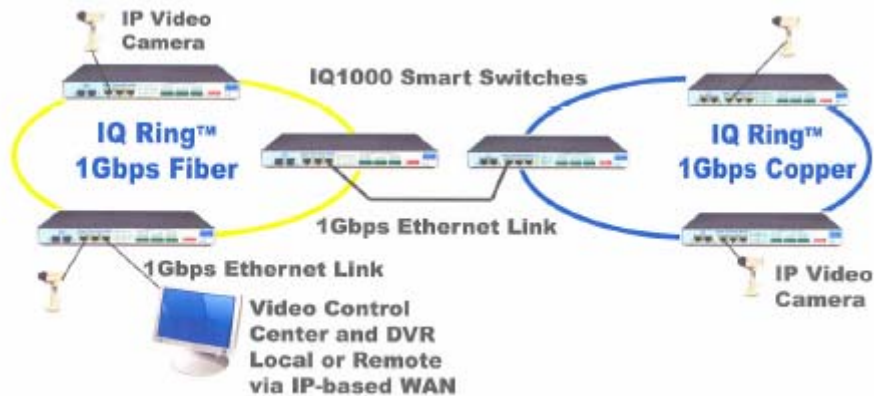 IP Video
Camera
IQ1000 Smart Switches
IQ Ring™
1Gbps Fiber
IQ Ring™
1Gbps Copper
1Gbps Ethernet Link
1Gbps Ethernet Link
IP Video
Camera
Video Control
Center and DVR
Local or Remote
via IP-based WAN